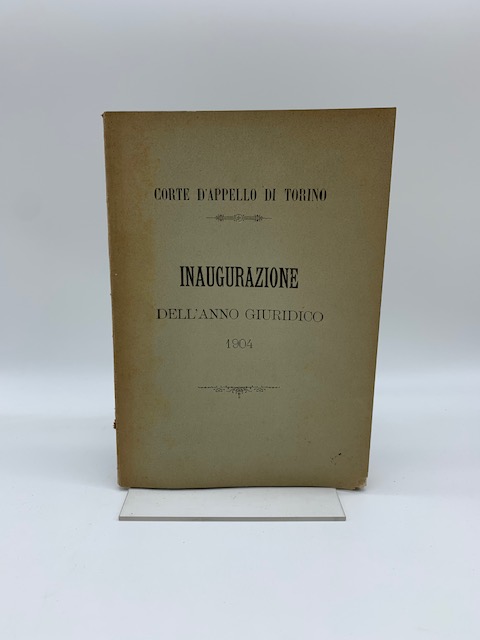 CORTE D'APPELLO DI TORINO
INAUGURAZIONE
DELL'ANNO GIURIDICO
1904